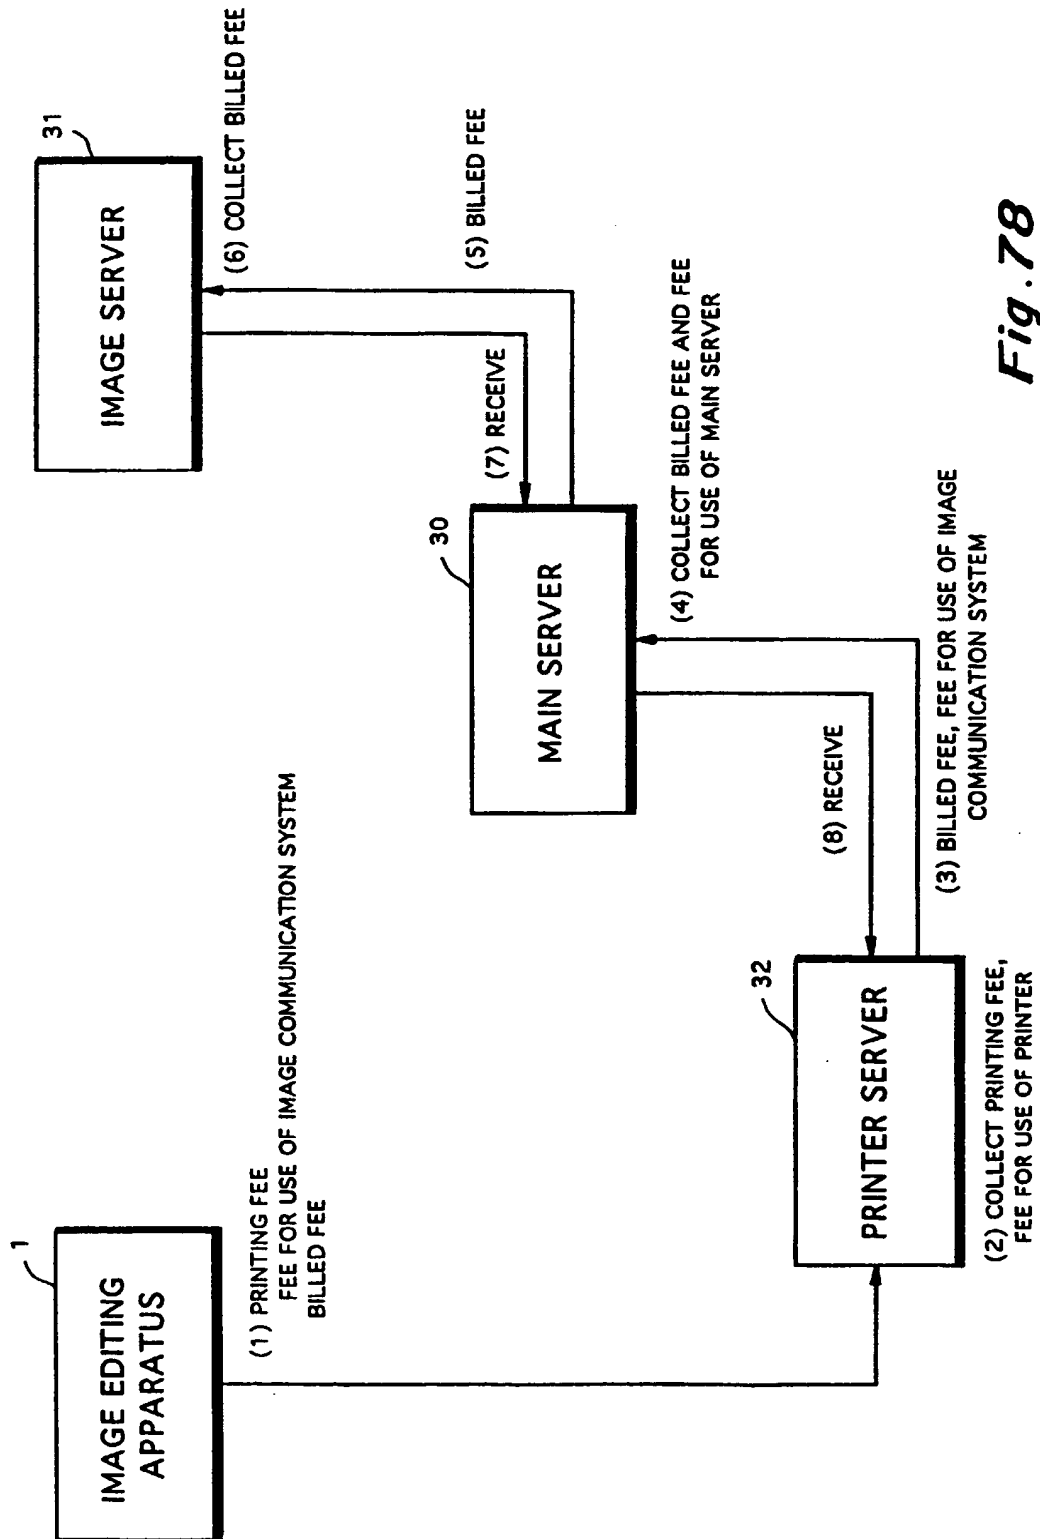 1
IMAGE EDITING
APPARATUS
(1) PRINTING FEE
FEE FOR USE OF IMAGE COMMUNICATION SYSTEM
BILLED FEE
32
PRINTER SERVER
(2) COLLECT PRINTING FEE,
FEE FOR USE OF PRINTER
(3) BILLED FEE, FEE FOR USE OF IMAGE
COMMUNICATION SYSTEM
(8) RECEIVE
30
MAIN SERVER
(4) COLLECT BILLED FEE AND FEE
FOR USE OF MAIN SERVER
(7) RECEIVE
(5) BILLED FEE
31
IMAGE SERVER
(6) COLLECT BILLED FEE
Fig. 78